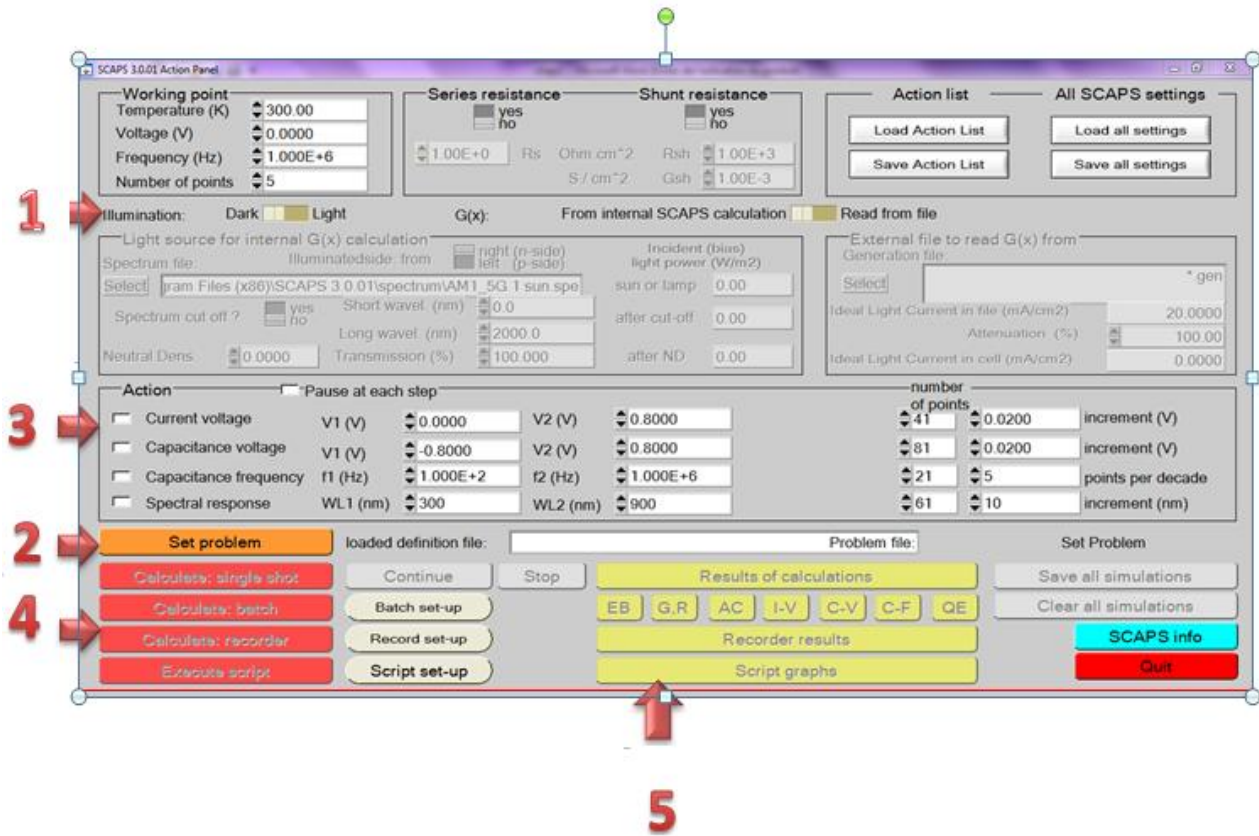 SCAPS 3.0.01 Action Panel
Working point
Temperature (K) 300.00
Voltage (V) 0.0000
Frequency (Hz) 1.000E+6
Number of points 5
Series resistance Shunt resistance
yes yes
no no
1.00E+0 Rs Ohm.cm^2 Rsh 1.00E+3
S / cm^2 Gsh 1.00E-3
Action list All SCAPS settings
Load Action List Load all settings
Save Action List Save all settings
1
Illumination: Dark Light G(x): From internal SCAPS calculation Read from file
Light source for internal G(x) calculation
Spectrum file: Illuminatedside: from right (n-side)
left (p-side)
Incident (bias)
light power (W/m2)
Select gram Files (x86)\SCAPS 3.0.01\spectrum\AM1_5G 1 sun.spe sun or lamp 0.00
Spectrum cut off ? yes Short wavel. (nm) 0.0
no after cut-off 0.00
Long wavel. (nm) 2000.0
Neutral Dens. 0.0000 Transmission (%) 100.000 after ND 0.00
External file to read G(x) from
Generation file:
Select *.gen
Ideal Light Current in file (mA/cm2) 20.0000
Attenuation (%) 100.00
Ideal Light Current in cell (mA/cm2) 0.0000
3
Action Pause at each step number
of points
Current voltage V1 (V) 0.0000 V2 (V) 0.8000 41 0.0200 increment (V)
Capacitance voltage V1 (V) -0.8000 V2 (V) 0.8000 81 0.0200 increment (V)
Capacitance frequency f1 (Hz) 1.000E+2 f2 (Hz) 1.000E+6 21 5 points per decade
Spectral response WL1 (nm) 300 WL2 (nm) 900 61 10 increment (nm)
2
Set problem loaded definition file: Problem file: Set Problem
Calculate: single shot Continue Stop Results of calculations Save all simulations
4
Calculate: batch Batch set-up EB G,R AC I-V C-V C-F QE Clear all simulations
Calculate: recorder Record set-up Recorder results SCAPS info
Execute script Script set-up Script graphs Quit
5